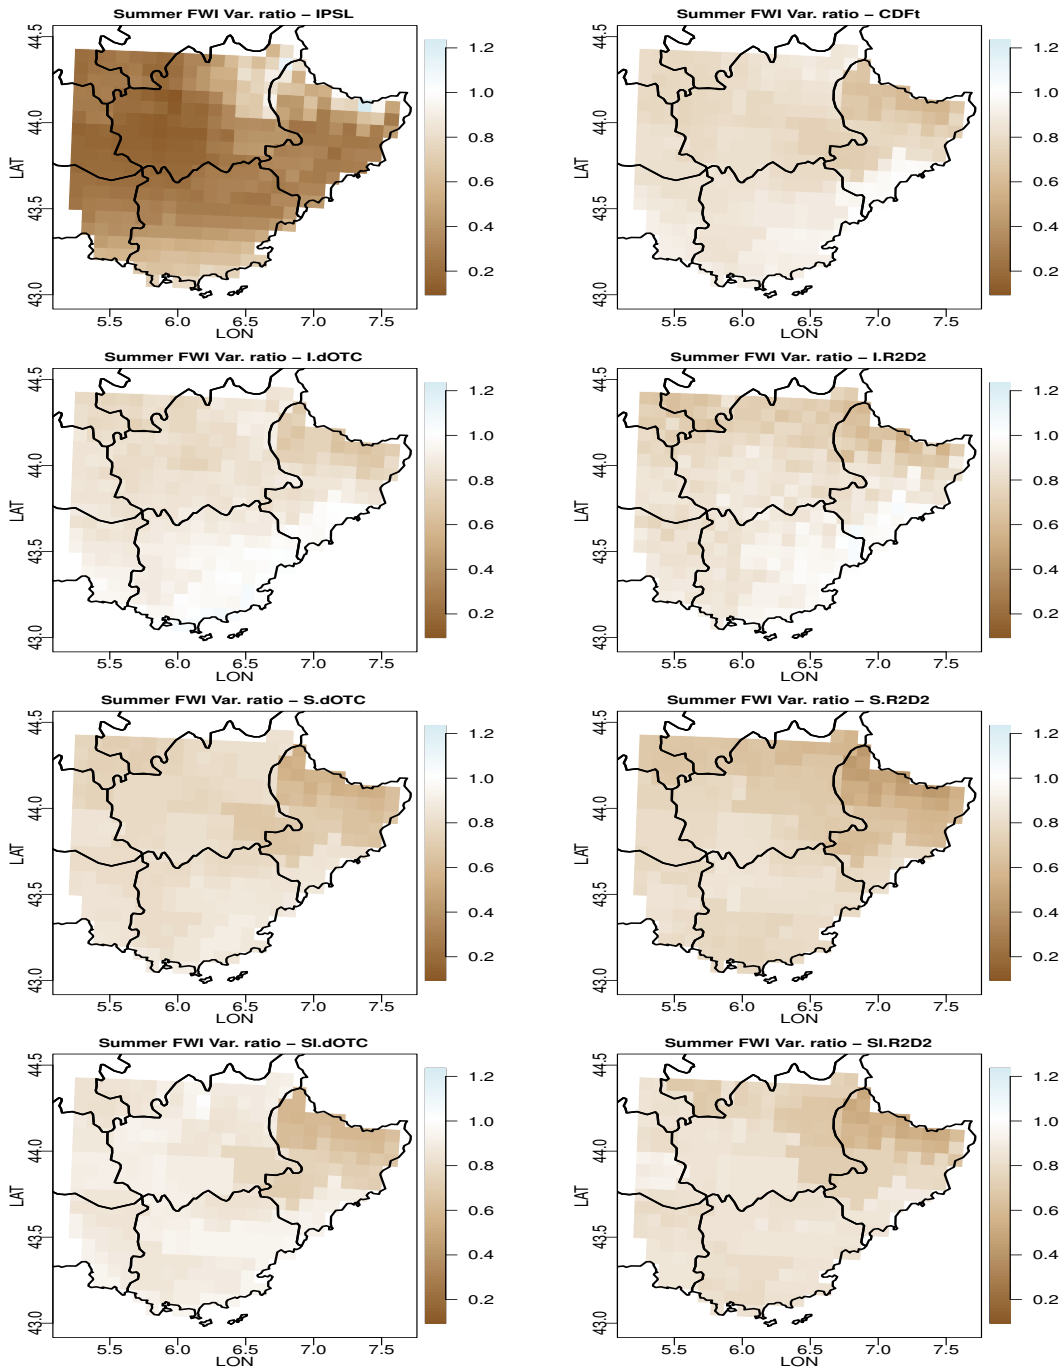 Summer FWI Var. ratio – IPSL
LAT
43.0 43.5 44.0 44.5
5.5 6.0 6.5 7.0 7.5
LON
1.2
1.0
0.8
0.6
0.4
0.2
Summer FWI Var. ratio – CDFt
LAT
43.0 43.5 44.0 44.5
5.5 6.0 6.5 7.0 7.5
LON
1.2
1.0
0.8
0.6
0.4
0.2
Summer FWI Var. ratio – I.dOTC
LAT
43.0 43.5 44.0 44.5
5.5 6.0 6.5 7.0 7.5
LON
1.2
1.0
0.8
0.6
0.4
0.2
Summer FWI Var. ratio – I.R2D2
LAT
43.0 43.5 44.0 44.5
5.5 6.0 6.5 7.0 7.5
LON
1.2
1.0
0.8
0.6
0.4
0.2
Summer FWI Var. ratio – S.dOTC
LAT
43.0 43.5 44.0 44.5
5.5 6.0 6.5 7.0 7.5
LON
1.2
1.0
0.8
0.6
0.4
0.2
Summer FWI Var. ratio – S.R2D2
LAT
43.0 43.5 44.0 44.5
5.5 6.0 6.5 7.0 7.5
LON
1.2
1.0
0.8
0.6
0.4
0.2
Summer FWI Var. ratio – SI.dOTC
LAT
43.0 43.5 44.0 44.5
5.5 6.0 6.5 7.0 7.5
LON
1.2
1.0
0.8
0.6
0.4
0.2
Summer FWI Var. ratio – SI.R2D2
LAT
43.0 43.5 44.0 44.5
5.5 6.0 6.5 7.0 7.5
LON
1.2
1.0
0.8
0.6
0.4
0.2